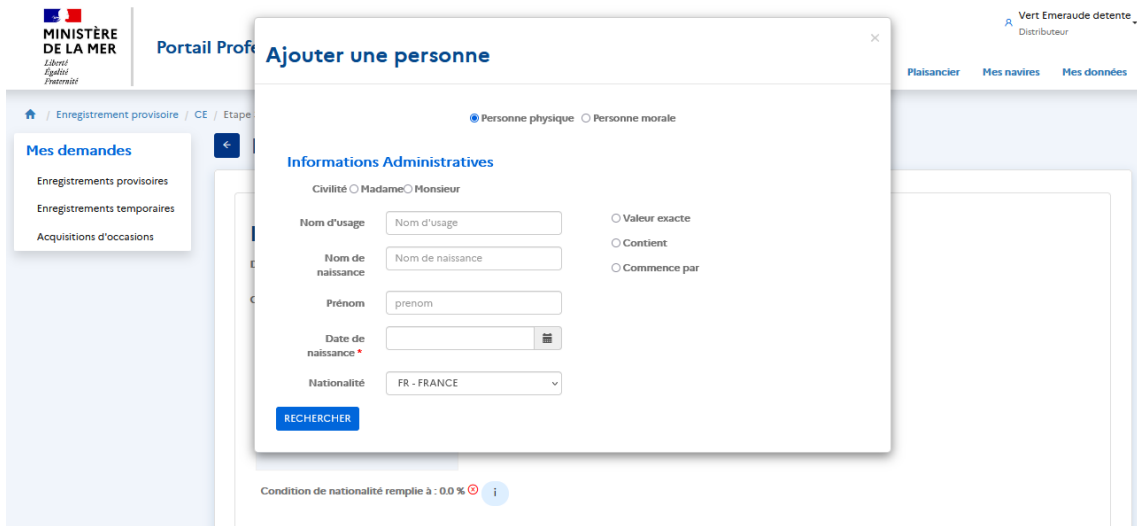 MINISTÈRE
DE LA MER
Liberté
Égalité
Fraternité
Portail Profe
Vert Emeraude detente
Distributeur
Plaisancier Mes navires Mes données
/ Enregistrement provisoire / CE / Etape
Mes demandes
Enregistrements provisoires
Enregistrements temporaires
Acquisitions d'occasions
Ajouter une personne
×
Personne physique Personne morale
Informations Administratives
Civilité Madame Monsieur
Nom d'usage Nom d'usage Valeur exacte
Contient
Nom de
naissance Nom de naissance
Commence par
Prénom prenom
Date de
naissance *
Nationalité FR - FRANCE
RECHERCHER
Condition de nationalité remplie à : 0.0 % i